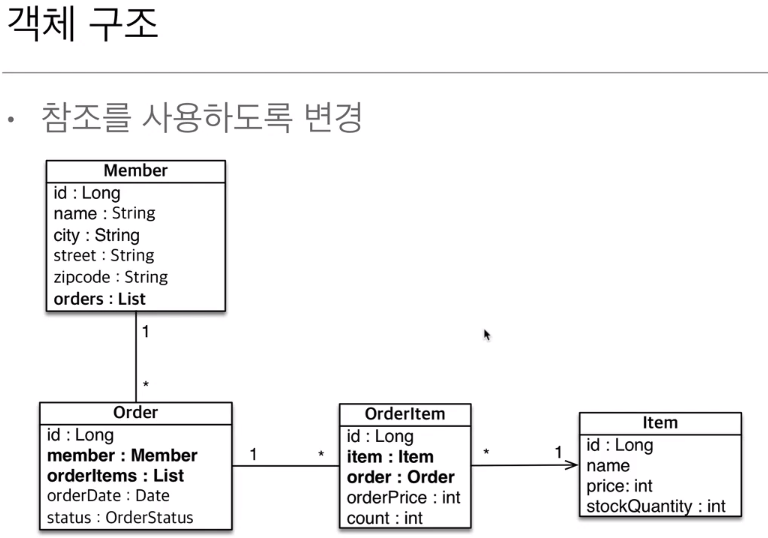 객체 구조
• 참조를 사용하도록 변경
Member
id : Long
name : String
city : String
street : String
zipcode : String
orders : List
1
*
Order
id : Long
member : Member
orderItems : List
orderDate : Date
status : OrderStatus
1
*
OrderItem
id : Long
item : Item
order : Order
orderPrice : int
count : int
*
1
Item
id : Long
name
price: int
stockQuantity : int